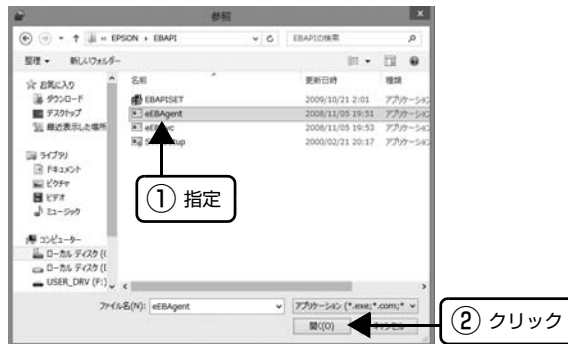 参照
« EPSON › EBAPI
EBAPIの検索
整理 ▼ 新しいフォルダー
お気に入り
ダウンロード
デスクトップ
最近表示した場所
ライブラリ
ドキュメント
ピクチャ
ビデオ
ミュージック
コンピューター
ローカル ディスク (C
ローカル ディスク (D
USER_DRV (F:)
名前 更新日時 種類
EBAPISET 2009/10/21 2:01 アプリケーション
eEBAgent 2008/11/05 19:51 アプリケーション
2008/11/05 19:53 アプリケーション
2000/02/21 20:17 アプリケーション
① 指定
ファイル名(N): eEBAgent アプリケーション (*.exe;*.com;*
開く(O)
② クリック